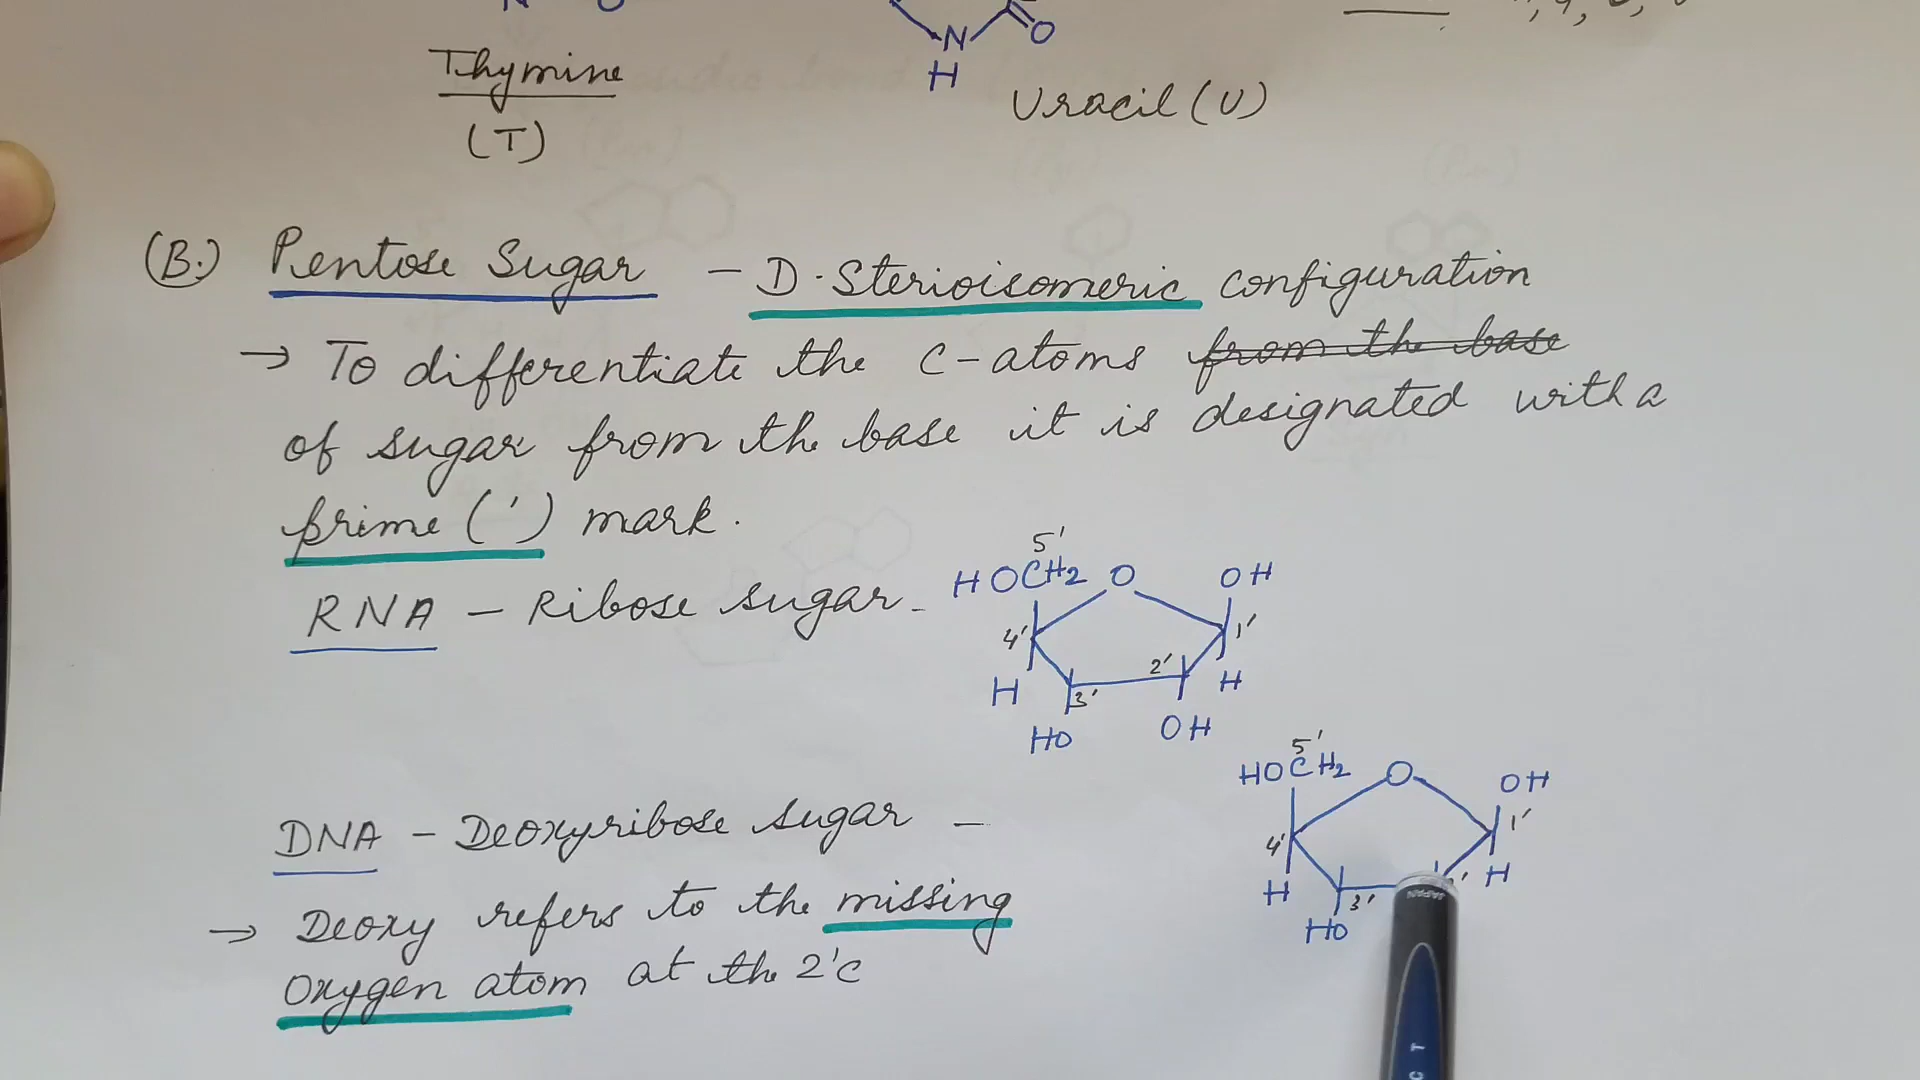 N O
N
H
O
Thymine
(T)
Uracil (U)
(B.) Pentose Sugar - D. Sterioisomeric configuration
→ To differentiate the C-atoms from the base
of sugar from the base it is designated with a
prime (') mark.
RNA - Ribose sugar -
5'
HOCH2 O OH
4' 1'
2'
H 3' H
HO OH
DNA - Deoxyribose sugar -
5'
HOCH2 O OH
4' 1'
H 3' ' H
HO
→ Deoxy refers to the missing
oxygen atom at the 2'C
JAPAN
C T